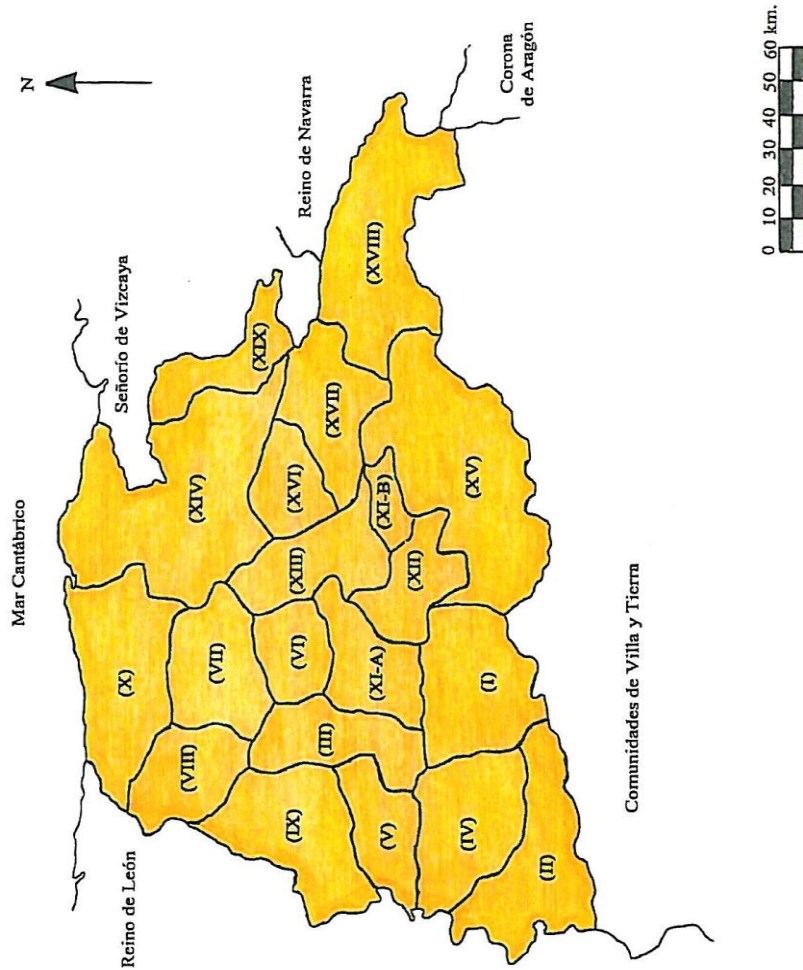 Mar Cantábrico
N
Señorío de Vizcaya
Reino de León
Reino de Navarra
Corona
de Aragón
(X)
(VIII)
(VII)
(XIV)
(XIX)
(IX)
(III)
(VI)
(XIII)
(XVI)
(XVII)
(XVIII)
(V)
(XI-A)
(XII)
(XI-B)
(XV)
(IV)
(I)
(II)
Comunidades de Villa y Tierra
0 10 20 30 40 50 60 km.